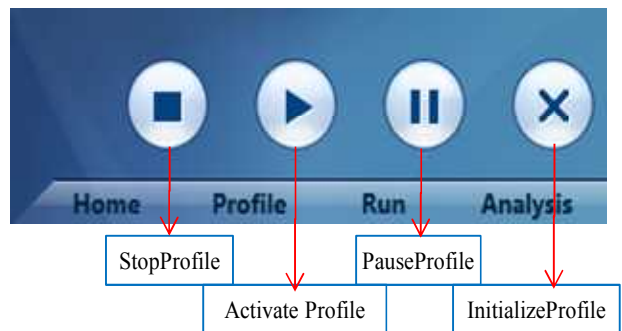 Home Profile Run Analysis
StopProfile PauseProfile
Activate Profile InitializeProfile